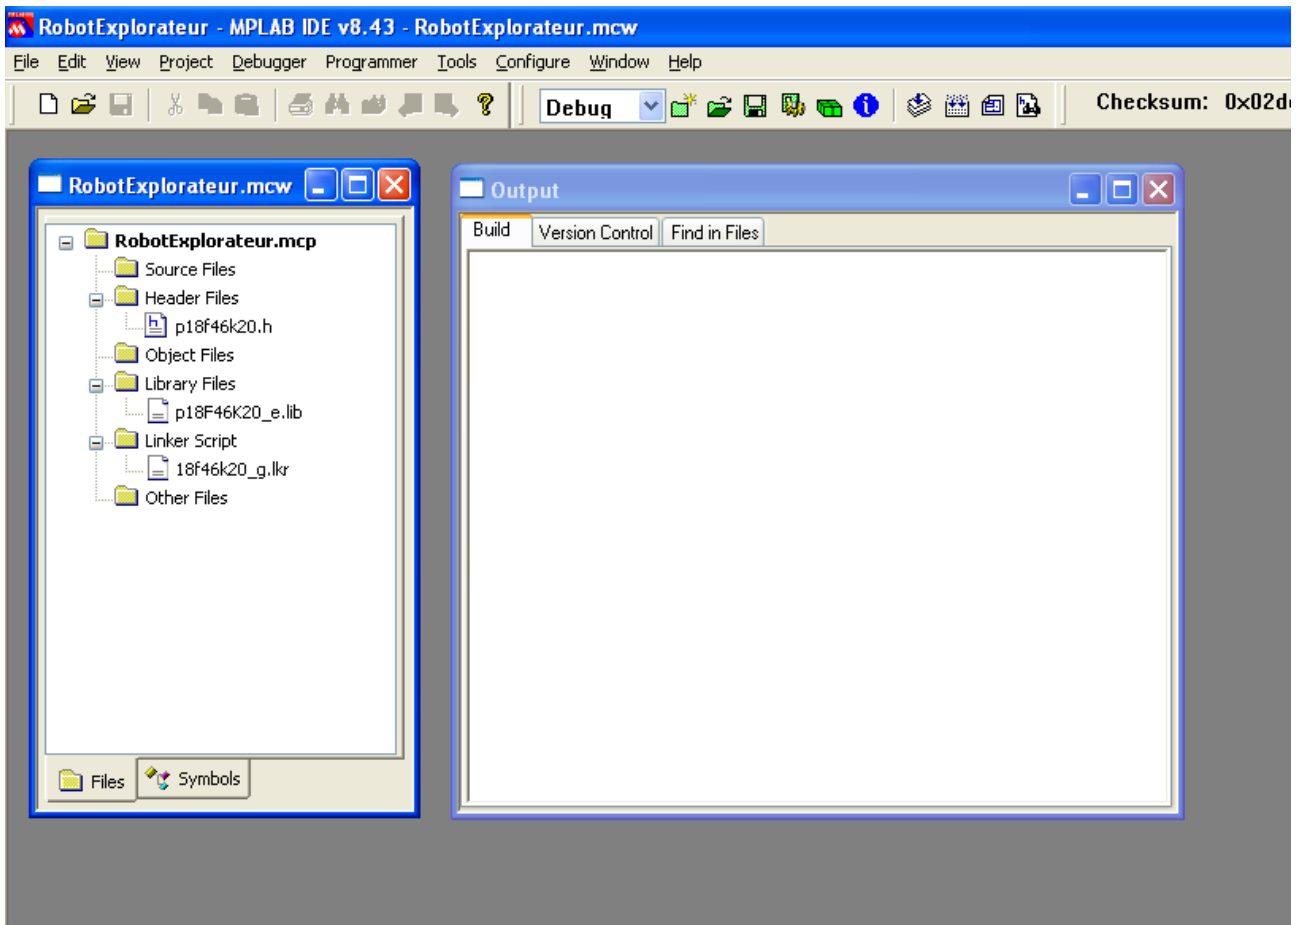 RobotExplorateur - MPLAB IDE v8.43 - RobotExplorateur.mcw
File Edit View Project Debugger Programmer Tools Configure Window Help
Debug Checksum: 0x02d
RobotExplorateur.mcw
RobotExplorateur.mcp
Source Files
Header Files
p18f46k20.h
Object Files
Library Files
p18F46K20_e.lib
Linker Script
18f46k20_g.lkr
Other Files
Files Symbols
Output
Build Version Control Find in Files